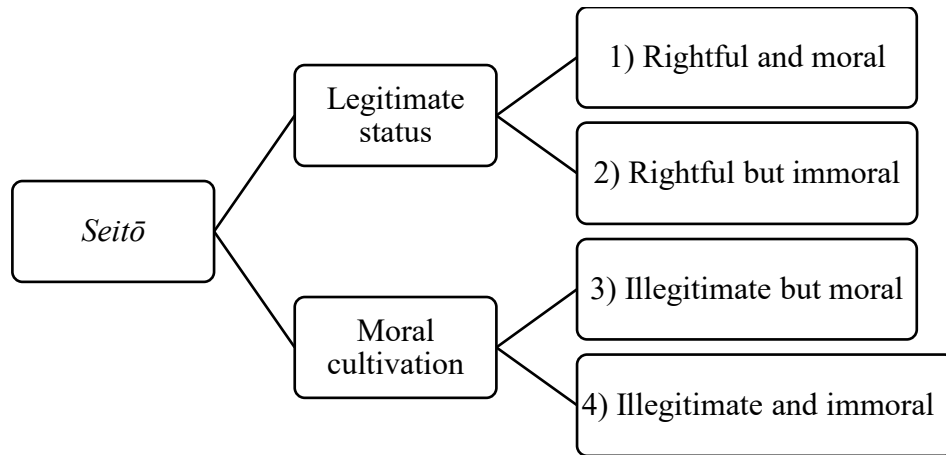 Seitō
Legitimate
status
Moral
cultivation
1) Rightful and moral
2) Rightful but immoral
3) Illegitimate but moral
4) Illegitimate and immoral